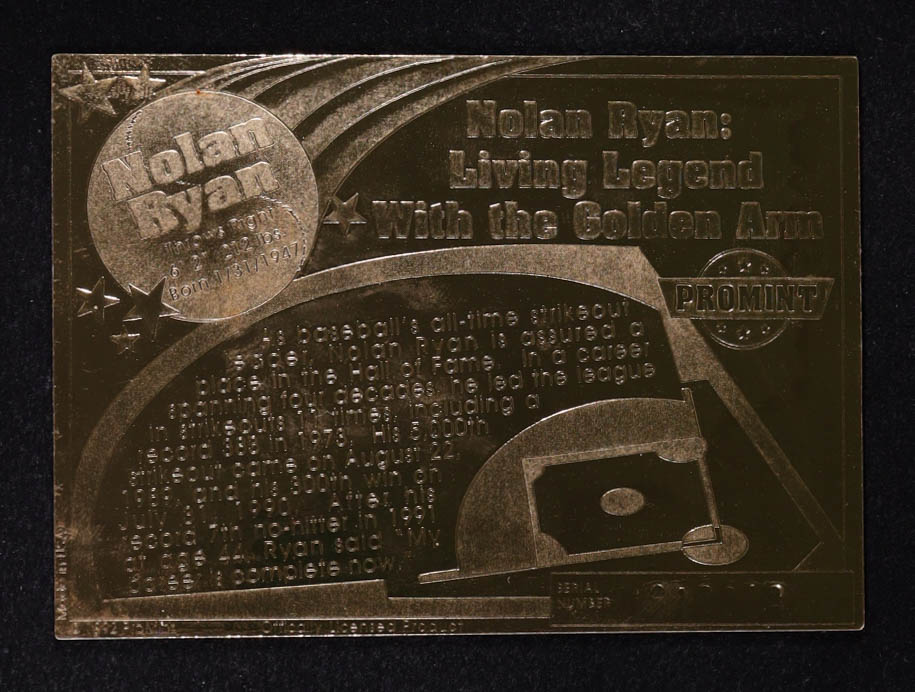 Nolan Ryan:
Living Legend
With the Golden Arm
Nolan
Ryan
Throws Right
6' 2" 212 lbs
Born 1/31/1947
PROMINT
As baseball's all-time strikeout
leader, Nolan Ryan is assured a
place in the Hall of Fame. In a career
spanning four decades, he led the league
in strikeouts 11 times, including a
record 383 in 1973. His 5,000th
strikeout came on August 22,
1989, and his 300th win on
July 31, 1990. After his
record 7th no-hitter in 1991
at age 44, Ryan said "My
career is complete now."
SERIAL
NUMBER
Made in
1992 ProMint
Officially Licensed Product